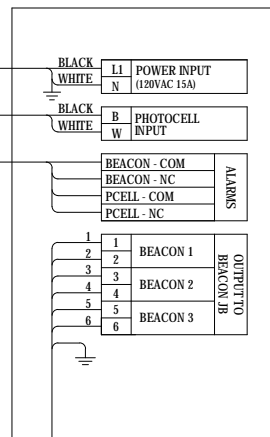 BLACK
WHITE
L1
N
POWER INPUT
(120VAC 15A)
BLACK
WHITE
B
W
PHOTOCELL
INPUT
BEACON - COM
BEACON - NC
PCELL - COM
PCELL - NC
ALARMS
1
2
3
4
5
6
1
2
3
4
5
6
BEACON 1
BEACON 2
BEACON 3
OUTPUT TO
BEACON JB